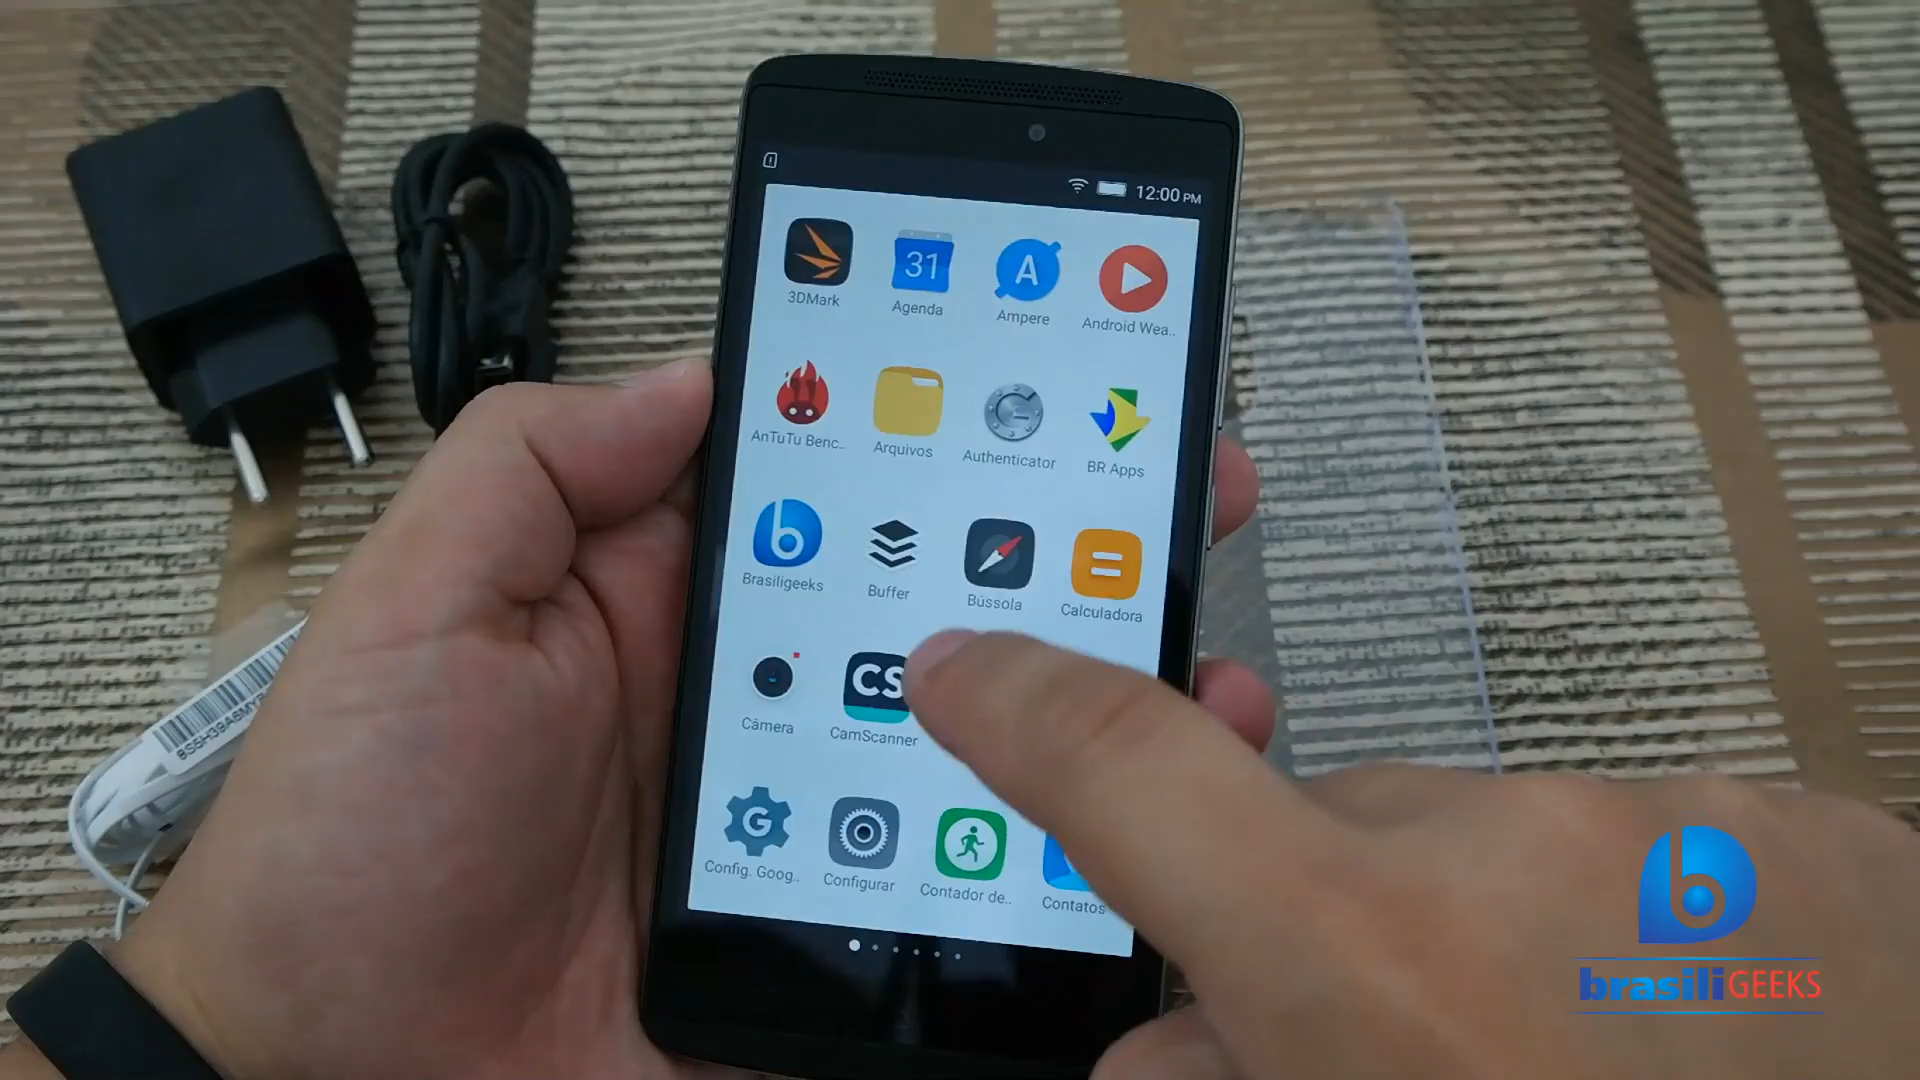 12:00 PM
31
A
3DMark
Agenda
Ampere
Android Wea..
AnTuTu Benc..
Arquivos
Authenticator
BR Apps
b
Brasiligeeks
Buffer
Bússola
Calculadora
CS
Câmera
CamScanner
G
Config. Goog..
Configurar
Contador de..
Contatos
b
brasiliGEEKS